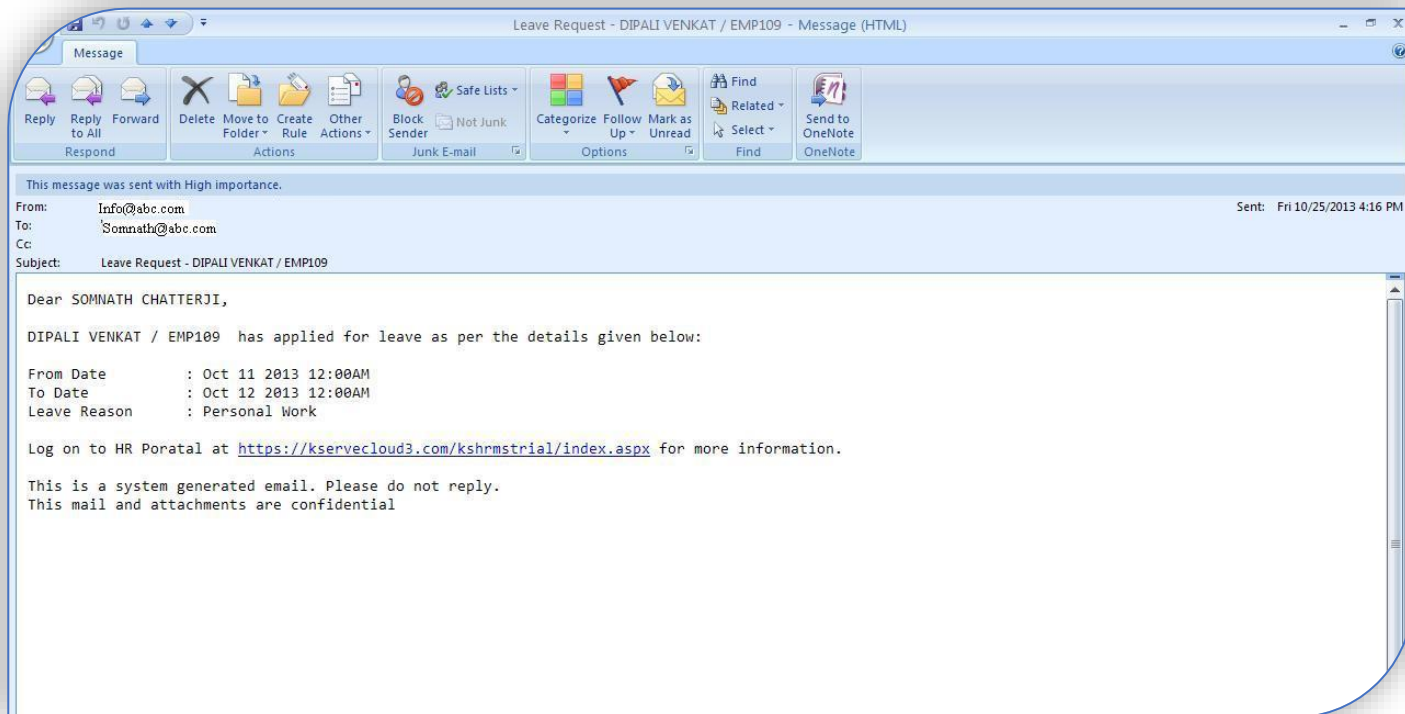 Leave Request - DIPALI VENKAT / EMP109 - Message (HTML)
Message
Reply
Reply to All
Forward
Respond
Delete
Move to Folder
Create Rule
Other Actions
Actions
Block Sender
Safe Lists
Not Junk
Junk E-mail
Categorize
Follow Up
Mark as Unread
Options
Find
Related
Select
Find
Send to OneNote
OneNote
This message was sent with High importance.
From: Info@abc.com Sent: Fri 10/25/2013 4:16 PM
To: 'Somnath@abc.com
Cc:
Subject: Leave Request - DIPALI VENKAT / EMP109
Dear SOMNATH CHATTERJI,
DIPALI VENKAT / EMP109 has applied for leave as per the details given below:
From Date : Oct 11 2013 12:00AM
To Date : Oct 12 2013 12:00AM
Leave Reason : Personal Work
Log on to HR Poratal at https://kservecloud3.com/kshrmstrial/index.aspx for more information.
This is a system generated email. Please do not reply.
This mail and attachments are confidential